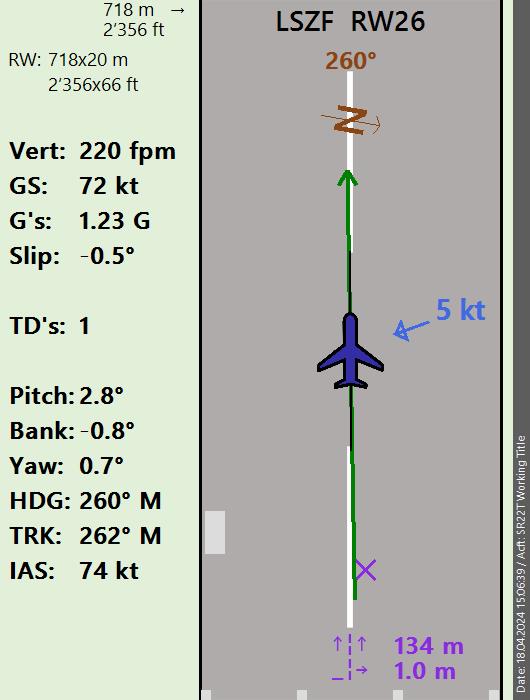 718 m →
2'356 ft
RW: 718x20 m
2'356x66 ft
Vert: 220 fpm
GS: 72 kt
G's: 1.23 G
Slip: -0.5°
TD's: 1
Pitch: 2.8°
Bank: -0.8°
Yaw: 0.7°
HDG: 260° M
TRK: 262° M
IAS: 74 kt
LSZF RW26
260°
N
5 kt
134 m
1.0 m
Date: 18.04.2024 15:06:39 / Acft: SR22T Working Title